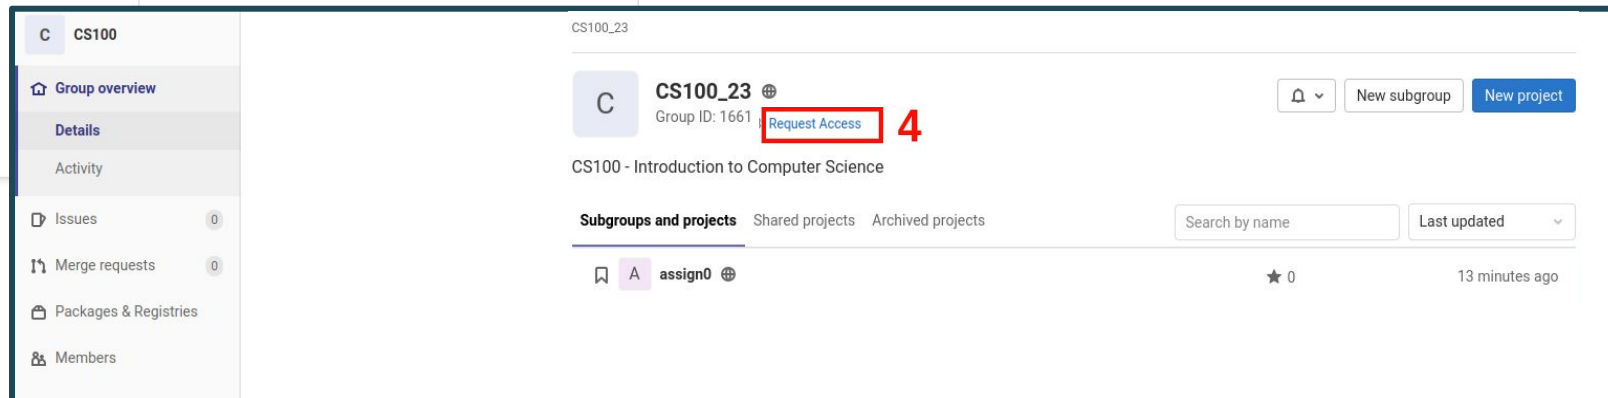 C CS100
Group overview
Details
Activity
Issues 0
Merge requests 0
Packages & Registries
Members
CS100_23
C
CS100_23
Group ID: 1661 Request Access 4
New subgroup New project
CS100 - Introduction to Computer Science
Subgroups and projects Shared projects Archived projects Search by name Last updated
A assign0 0 13 minutes ago